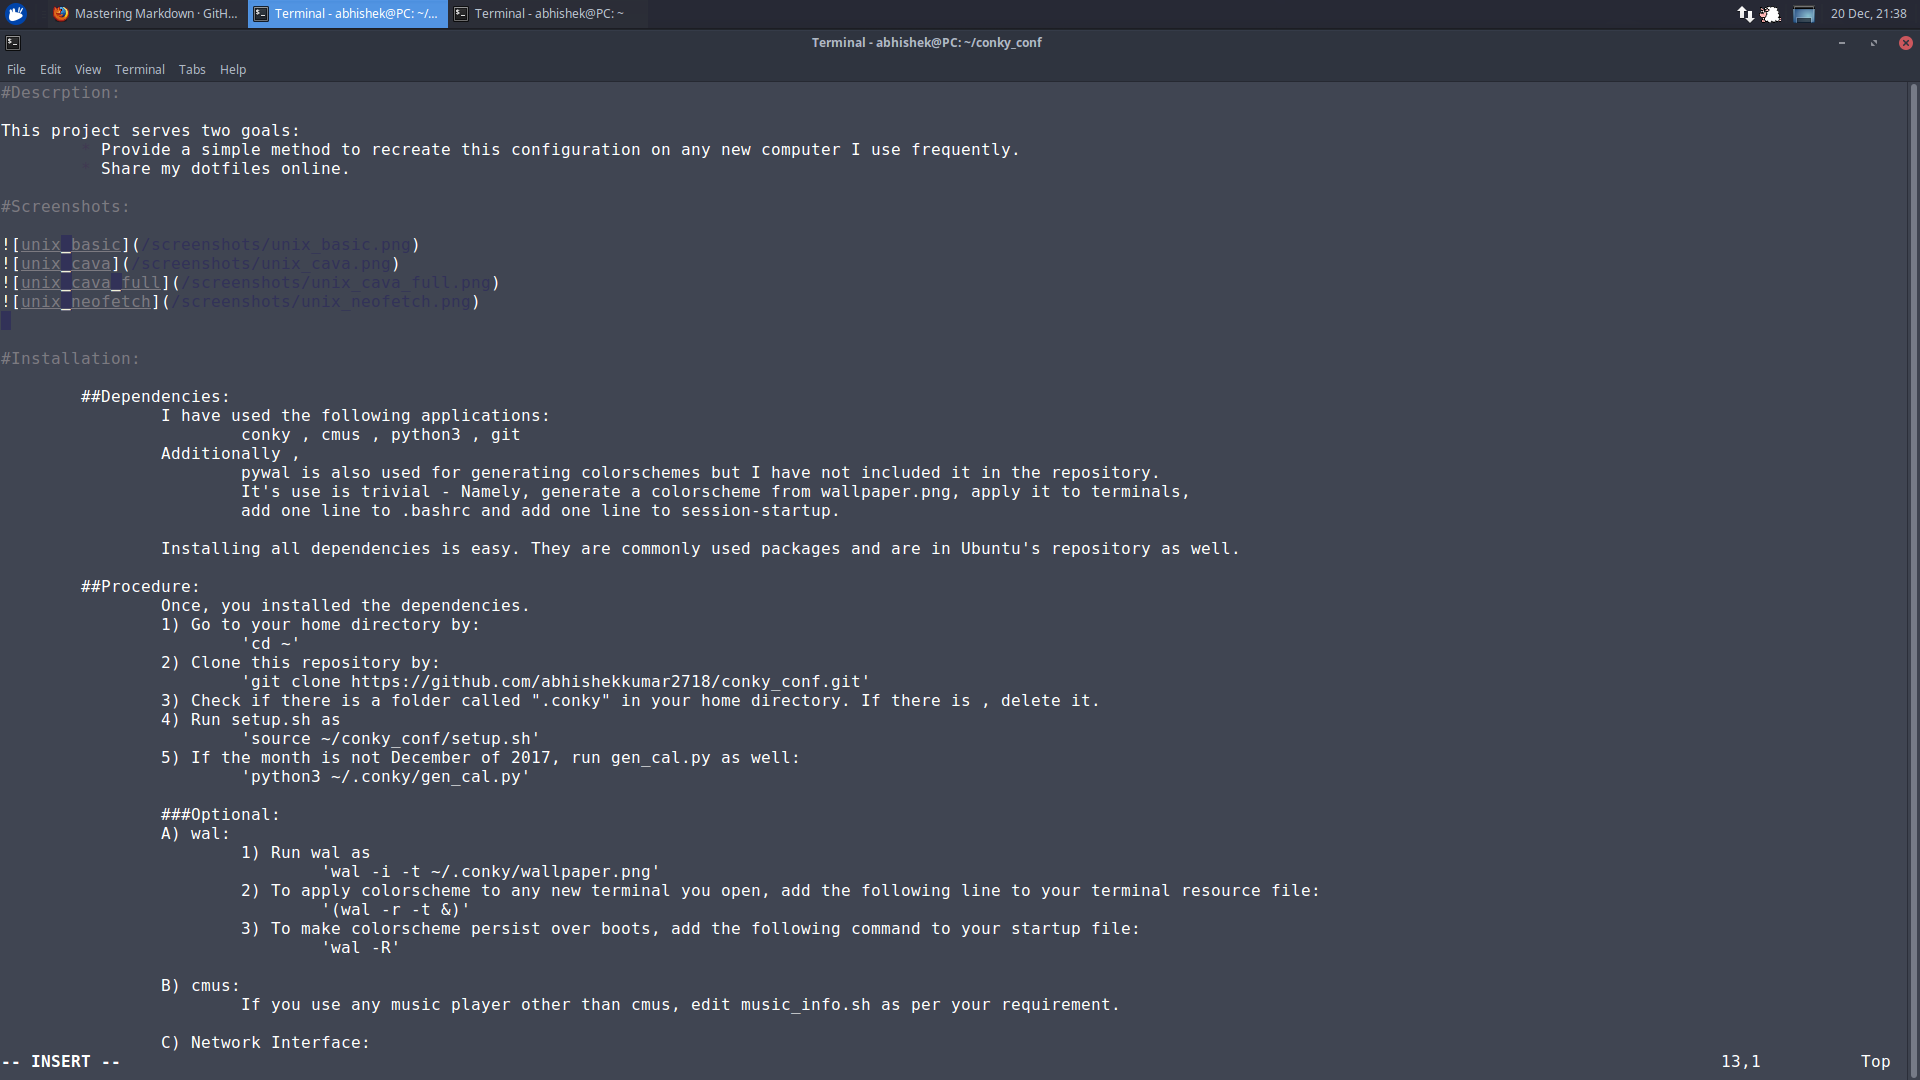 Mastering Markdown · GitH...
Terminal - abhishek@PC: ~/...
Terminal - abhishek@PC: ~
20 Dec, 21:38
Terminal - abhishek@PC: ~/conky_conf
File Edit View Terminal Tabs Help
#Descrption:
This project serves two goals:
Provide a simple method to recreate this configuration on any new computer I use frequently.
Share my dotfiles online.
#Screenshots:
![unix_basic](/screenshots/unix_basic.png)
![unix_cava](/screenshots/unix_cava.png)
![unix_cava_full](/screenshots/unix_cava_full.png)
![unix_neofetch](/screenshots/unix_neofetch.png)
#Installation:
##Dependencies:
I have used the following applications:
conky , cmus , python3 , git
Additionally ,
pywal is also used for generating colorschemes but I have not included it in the repository.
It's use is trivial - Namely, generate a colorscheme from wallpaper.png, apply it to terminals,
add one line to .bashrc and add one line to session-startup.
Installing all dependencies is easy. They are commonly used packages and are in Ubuntu's repository as well.
##Procedure:
Once, you installed the dependencies.
1) Go to your home directory by:
'cd ~'
2) Clone this repository by:
'git clone https://github.com/abhishekkumar2718/conky_conf.git'
3) Check if there is a folder called ".conky" in your home directory. If there is , delete it.
4) Run setup.sh as
'source ~/conky_conf/setup.sh'
5) If the month is not December of 2017, run gen_cal.py as well:
'python3 ~/.conky/gen_cal.py'
###Optional:
A) wal:
1) Run wal as
'wal -i -t ~/.conky/wallpaper.png'
2) To apply colorscheme to any new terminal you open, add the following line to your terminal resource file:
'(wal -r -t &)'
3) To make colorscheme persist over boots, add the following command to your startup file:
'wal -R'
B) cmus:
If you use any music player other than cmus, edit music_info.sh as per your requirement.
C) Network Interface:
-- INSERT -- 13,1 Top